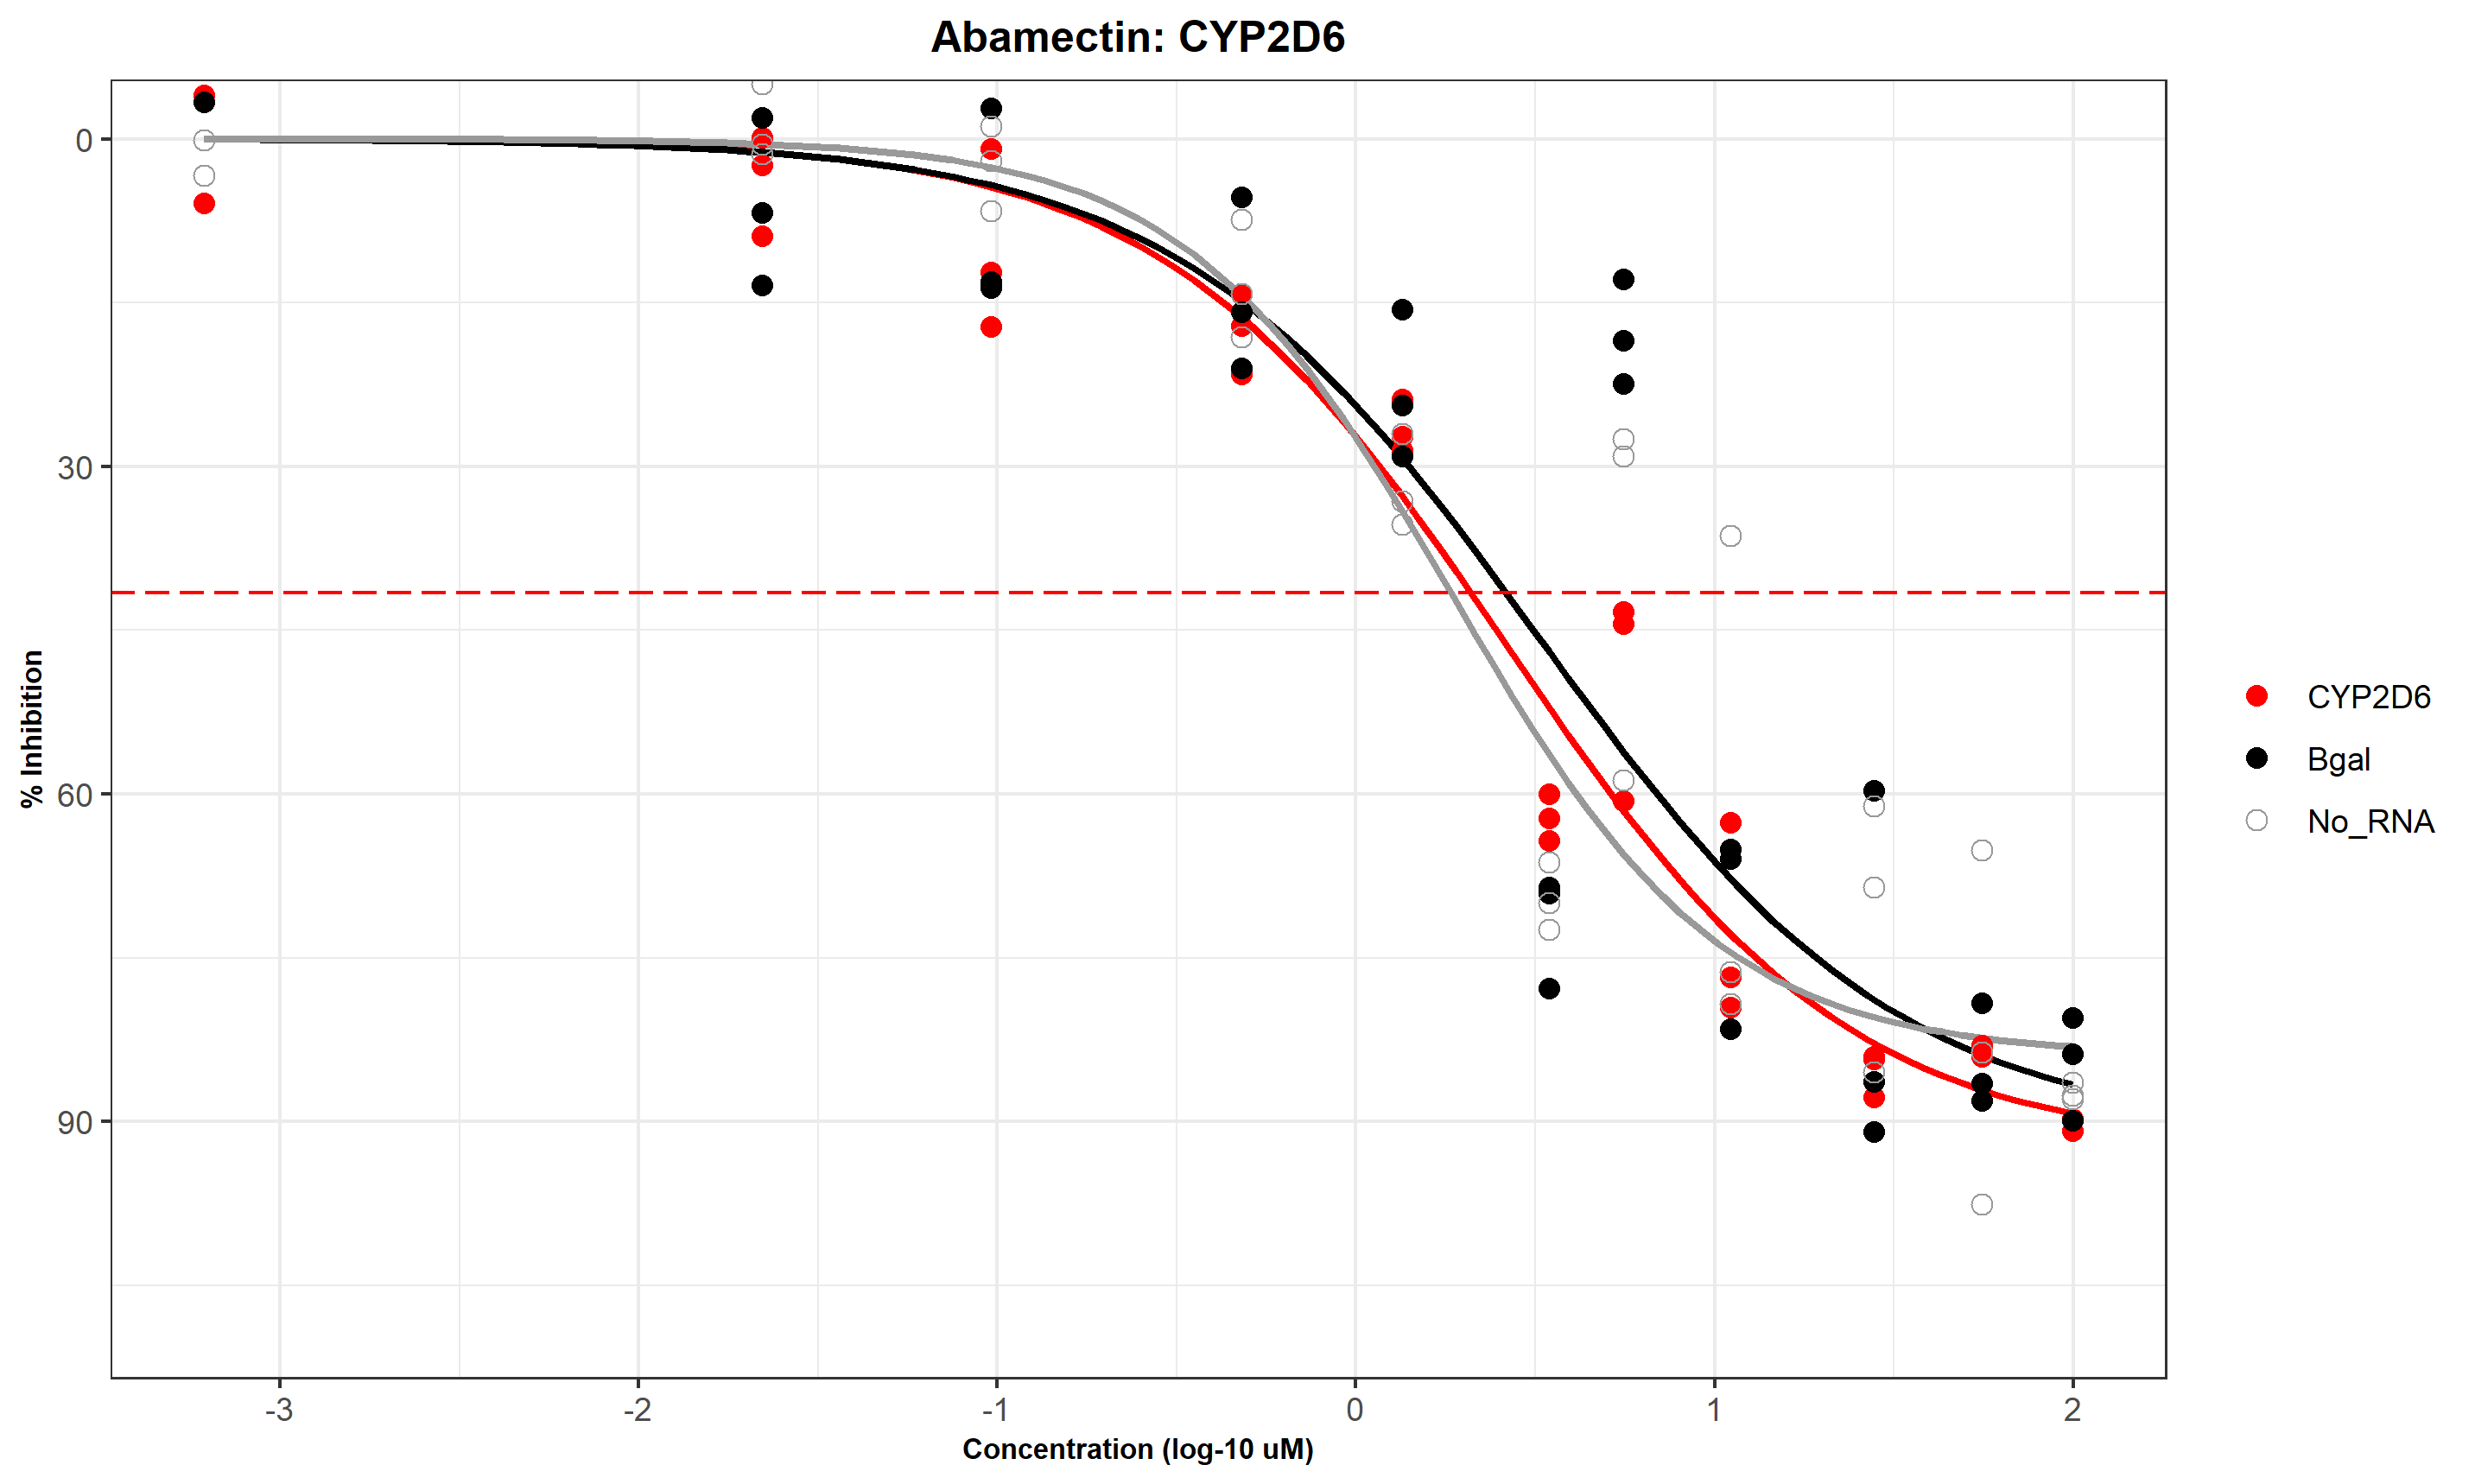 Abamectin: CYP2D6
0
30
60
90
% Inhibition
-3
-2
-1
0
1
2
Concentration (log-10 uM)
CYP2D6
Bgal
No_RNA